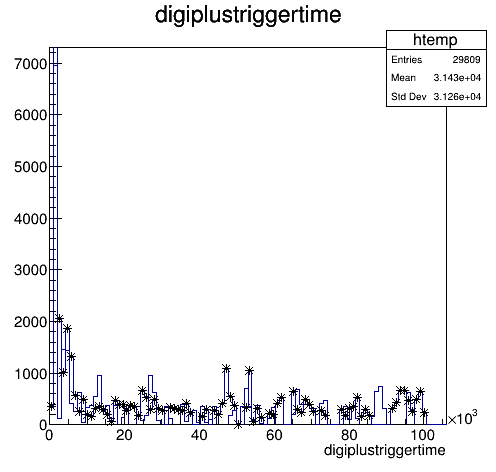 digiplustriggertime
htemp
Entries 29809
Mean 3.143e+04
Std Dev 3.126e+04
7000
6000
5000
4000
3000
2000
1000
0
0 20 40 60 80 100 ×10³
digiplustriggertime